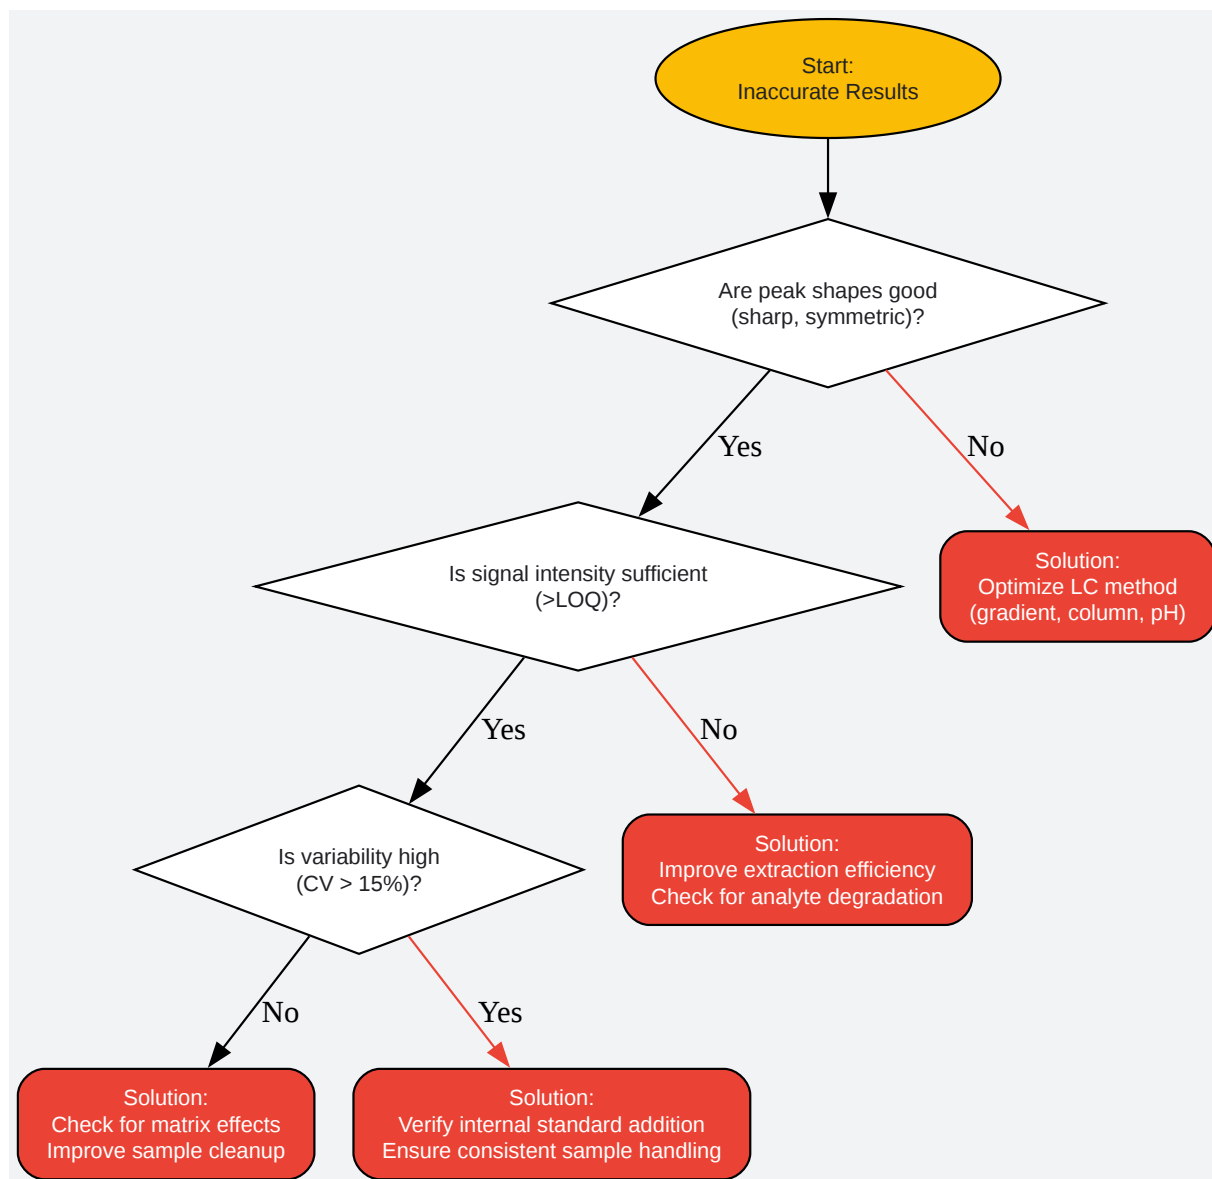 Start:
Inaccurate Results
Are peak shapes good
(sharp, symmetric)?
Yes
No
Is signal intensity sufficient
(>LOQ)?
Solution:
Optimize LC method
(gradient, column, pH)
Yes
No
Is variability high
(CV > 15%)?
Solution:
Improve extraction efficiency
Check for analyte degradation
No
Yes
Solution:
Check for matrix effects
Improve sample cleanup
Solution:
Verify internal standard addition
Ensure consistent sample handling